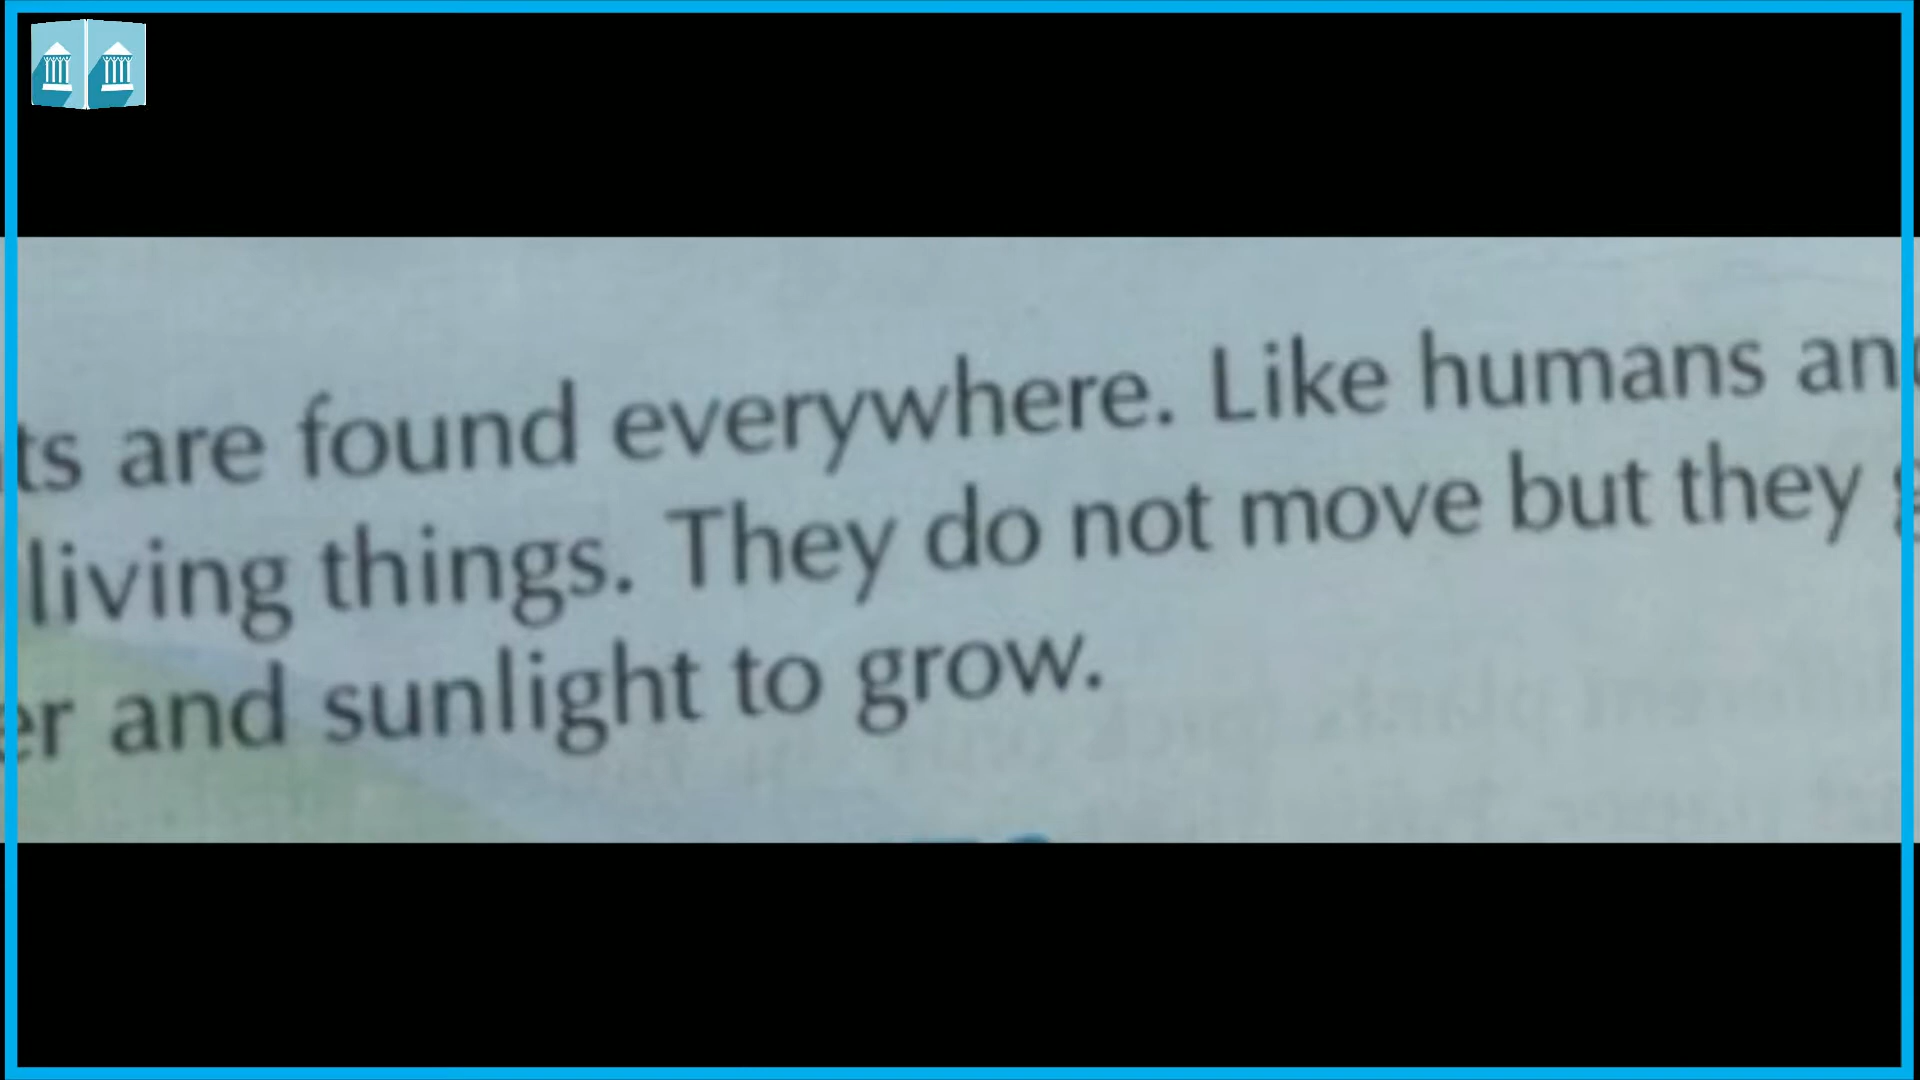 ts are found everywhere. Like humans an
living things. They do not move but they
er and sunlight to grow.